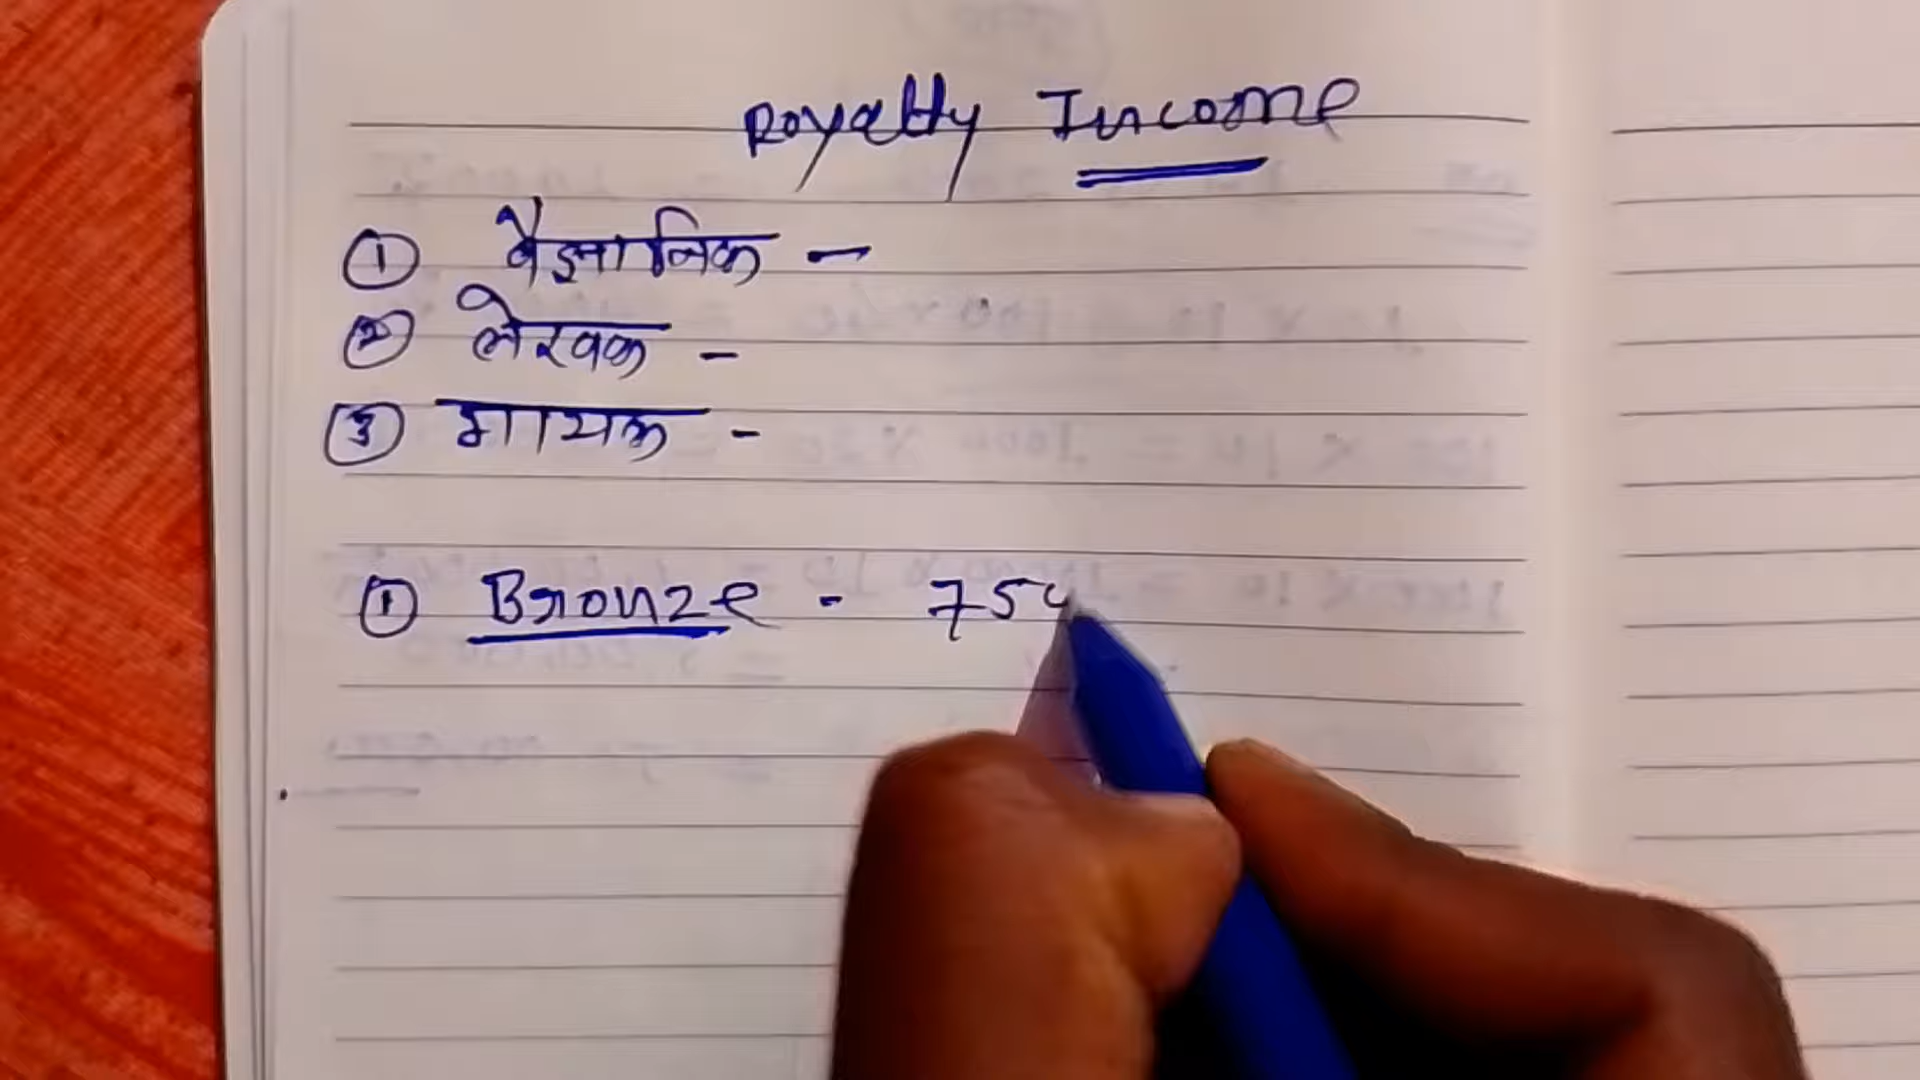 Royalty Income
① वैज्ञानिक -
② लेखक -
③ गायक -
① Bronze - 75